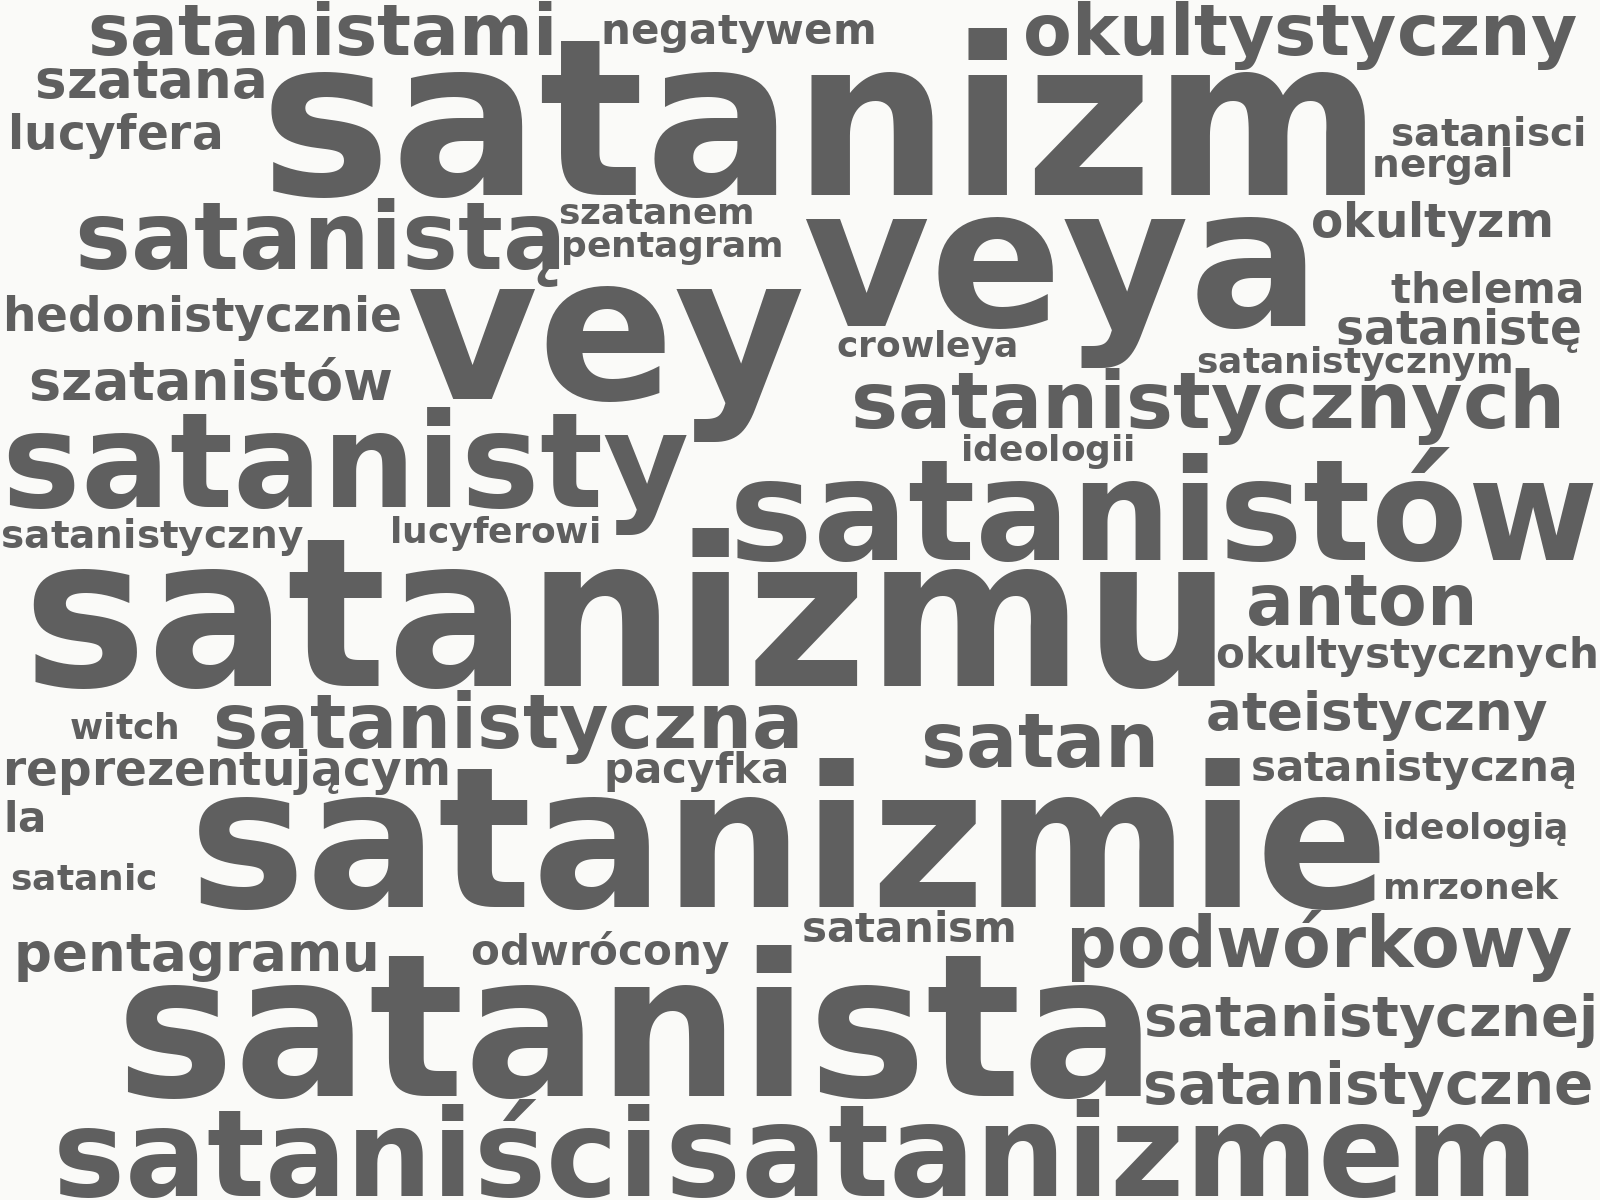 satanistami negatywem okultystyczny
szatana satanizm
lucyfera satanisci
nergal
satanistą szatanem veya okultyzm
pentagram
hedonistycznie vey thelema
crowleya satanistę
satanistycznym
szatanistów satanistycznych
satanisty ideologii
satanistów
satanistyczny lucyferowi
satanizmu anton
okultystycznych
witch satanistyczna satan ateistyczny
reprezentującym pacyfka satanistyczną
la satanizmie ideologią
satanic mrzonek
pentagramu odwrócony satanism podwórkowy
satanista satanistycznej
satanistyczne
sataniści satanizmem